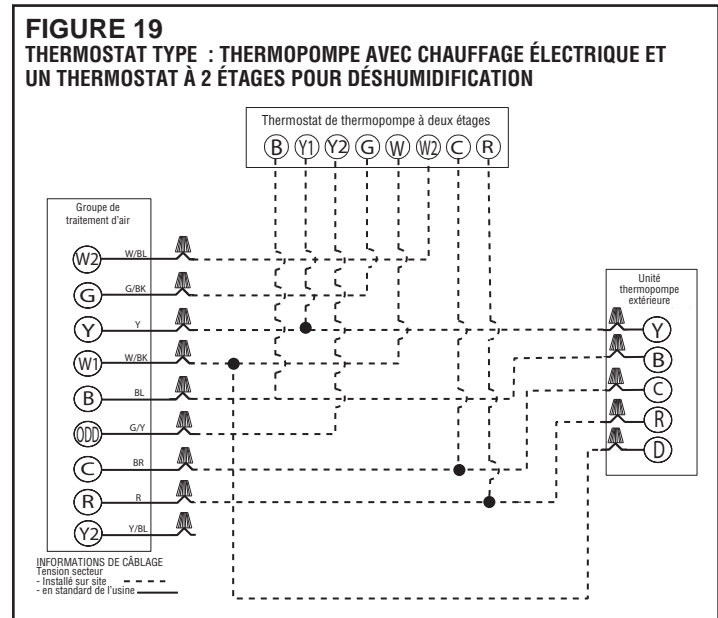 FIGURE 19
THERMOSTAT TYPE : THERMOPOMPE AVEC CHAUFFAGE ÉLECTRIQUE ET
UN THERMOSTAT À 2 ÉTAGES POUR DÉSHUMIDIFICATION
Thermostat de thermopompe à deux étages
B Y1 Y2 G W W2 C R
Groupe de
traitement d'air
W2 W/BL
G G/BK
Y Y
W1 W/BK
B BL
ODD G/Y
C BR
R R
Y2 Y/BL
Unité
thermopompe
extérieure
Y
B
C
R
D
INFORMATIONS DE CÂBLAGE
Tension secteur
- Installé sur site
- en standard de l'usine